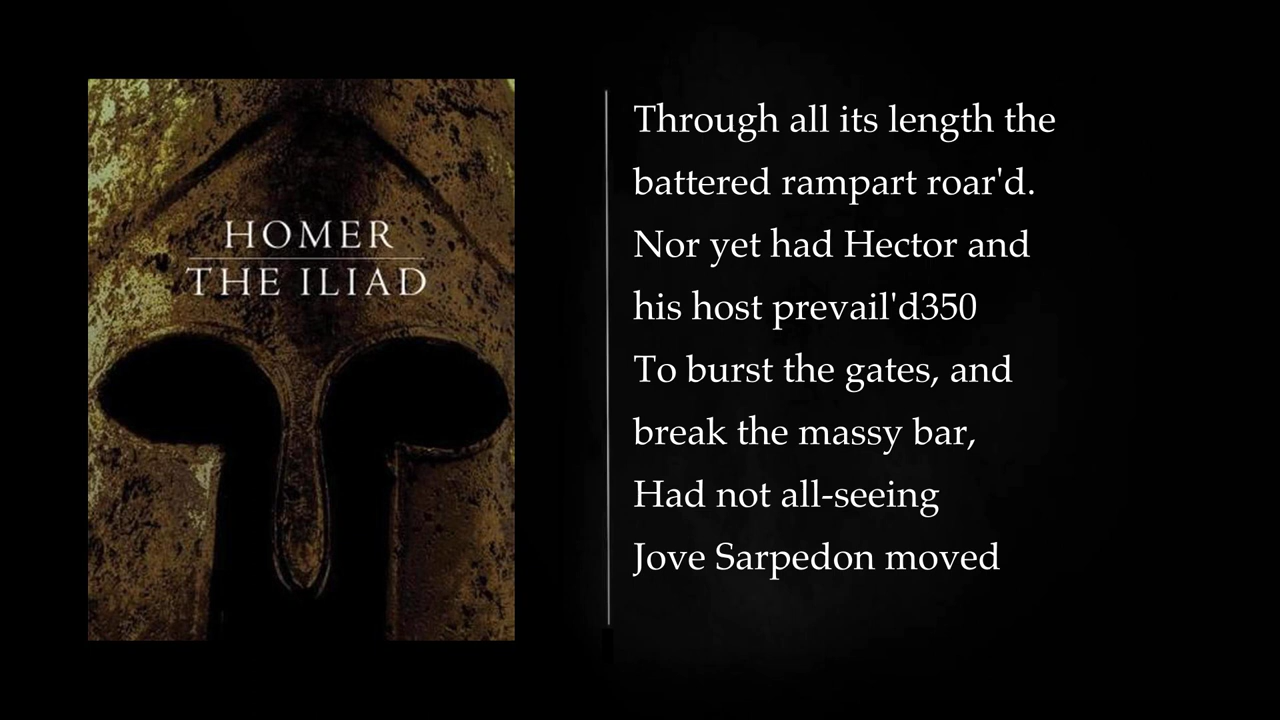 HOMER
THE ILIAD
Through all its length the
battered rampart roar'd.
Nor yet had Hector and
his host prevail'd350
To burst the gates, and
break the massy bar,
Had not all-seeing
Jove Sarpedon moved